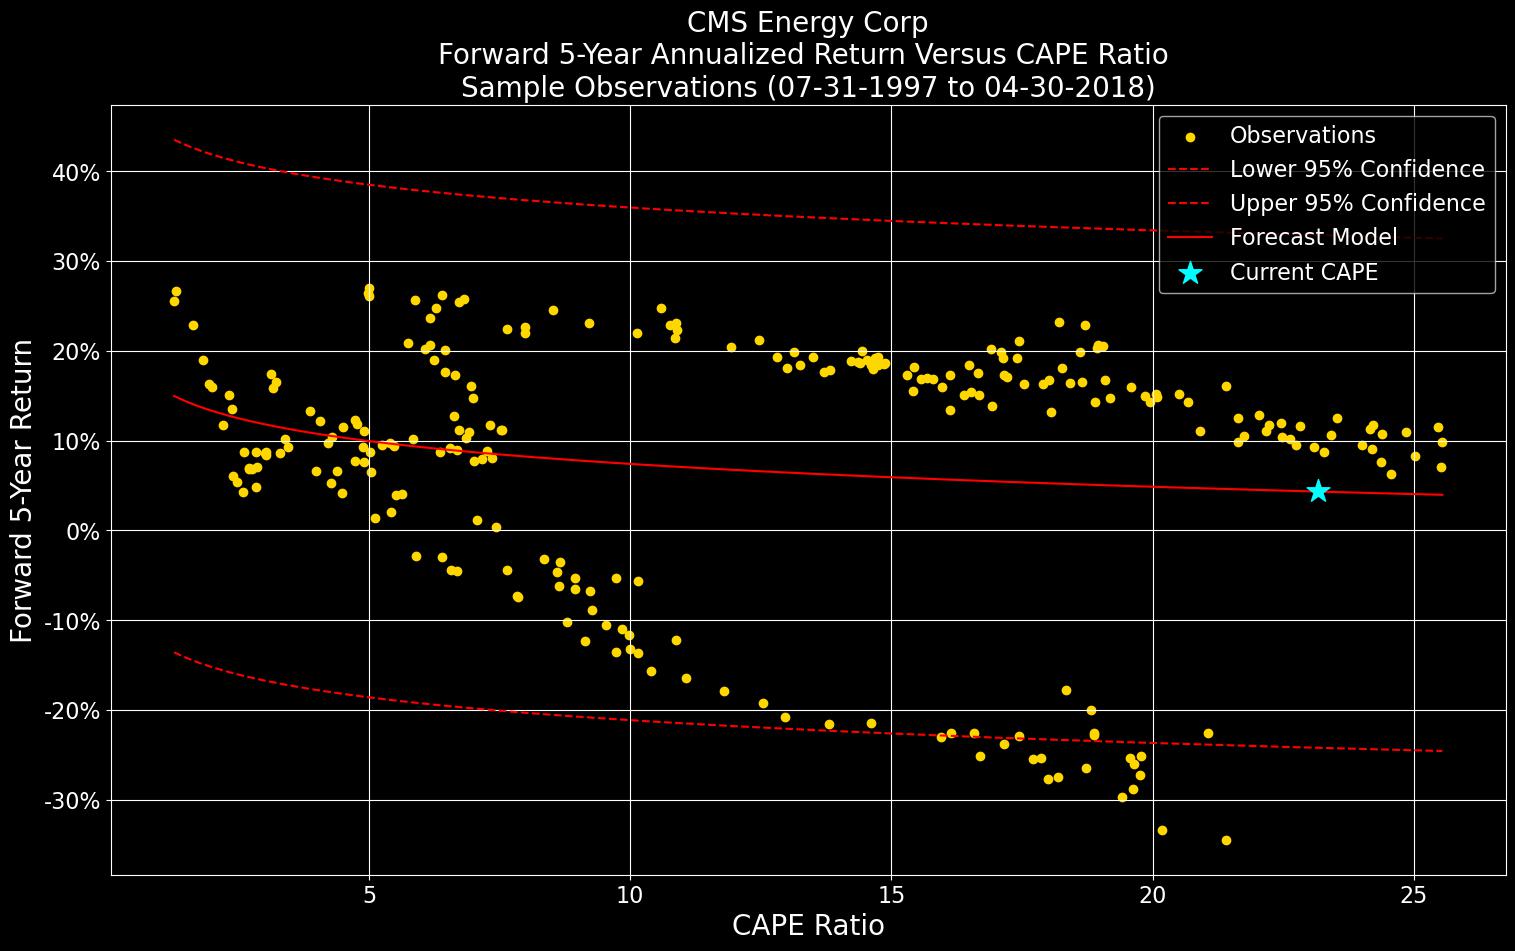 CMS Energy Corp
Forward 5-Year Annualized Return Versus CAPE Ratio
Sample Observations (07-31-1997 to 04-30-2018)
Observations
Lower 95% Confidence
Upper 95% Confidence
Forecast Model
Current CAPE
Forward 5-Year Return
40%
30%
20%
10%
0%
-10%
-20%
-30%
5
10
15
20
25
CAPE Ratio